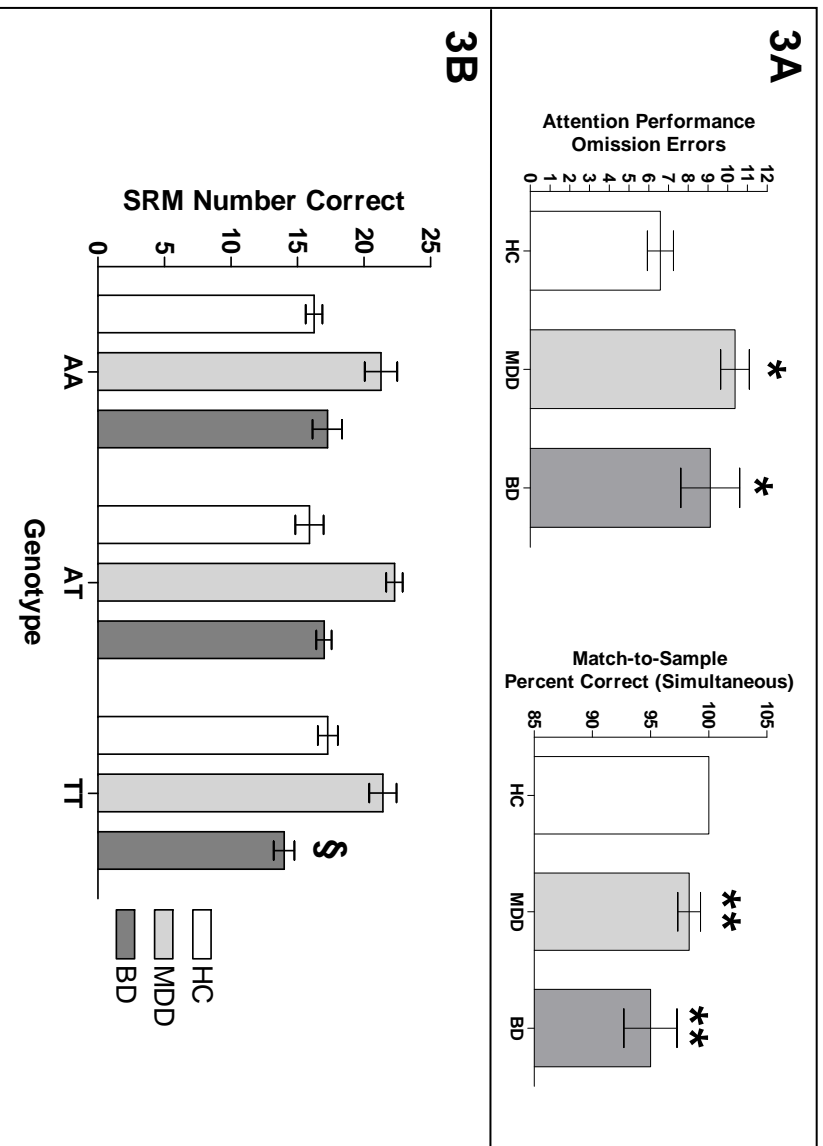 3A
Attention Performance
Omission Errors
12
11
10
9
8
7
6
5
4
3
2
1
0
*
*
HC
MDD
BD
Match-to-Sample
Percent Correct (Simultaneous)
105
100
95
90
85
**
**
HC
MDD
BD
3B
SRM Number Correct
25
20
15
10
5
0
§
AA
AT
TT
Genotype
HC
MDD
BD